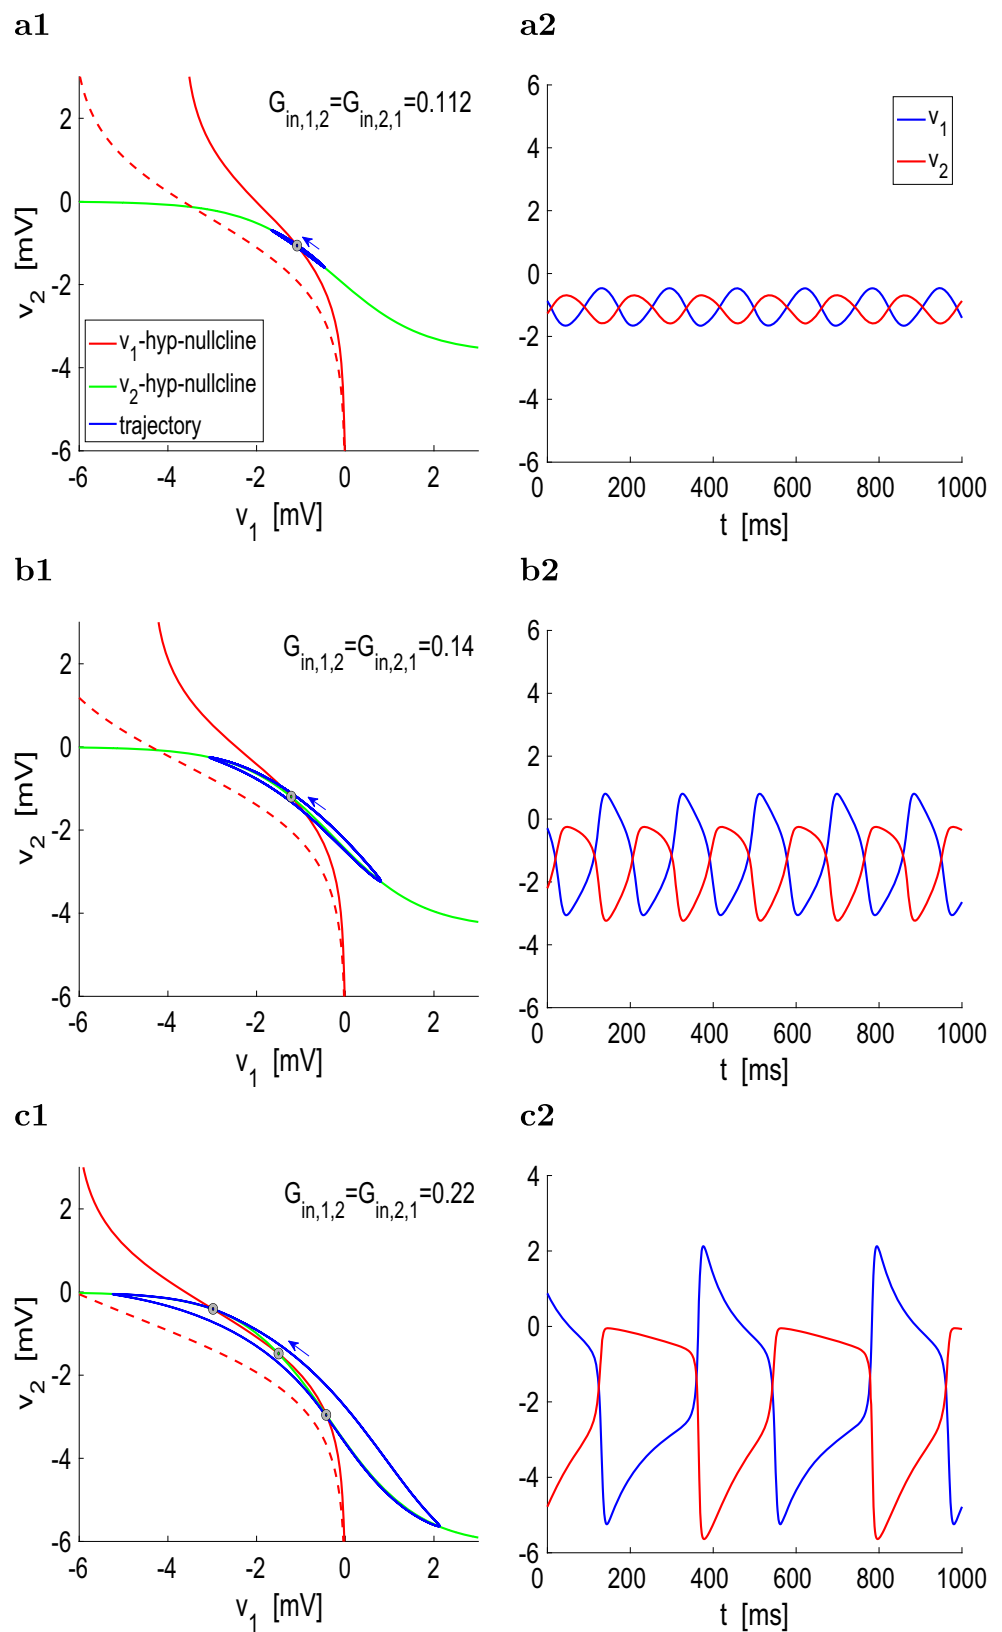 a1
a2
G_in,1,2=G_in,2,1=0.112
2
0
-2
-4
-6
v_2 [mV]
v_1-hyp-nullcline
v_2-hyp-nullcline
trajectory
-6 -4 -2 0 2
v_1 [mV]
6
4
2
0
-2
-4
-6
v_1
v_2
0 200 400 600 800 1000
t [ms]
b1
b2
G_in,1,2=G_in,2,1=0.14
2
0
-2
-4
-6
v_2 [mV]
-6 -4 -2 0 2
v_1 [mV]
6
4
2
0
-2
-4
-6
0 200 400 600 800 1000
t [ms]
c1
c2
G_in,1,2=G_in,2,1=0.22
2
0
-2
-4
-6
v_2 [mV]
-6 -4 -2 0 2
v_1 [mV]
4
2
0
-2
-4
-6
0 200 400 600 800 1000
t [ms]